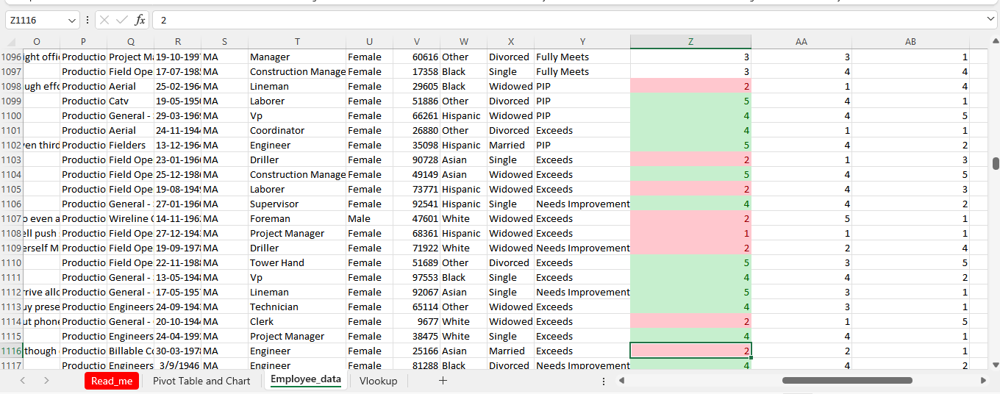 Z1116 fx 2
O P Q R S T U V W X Y Z AA AB
1096 ight offi Productio Project Ma 19-10-199 MA Manager Female 60616 Other Divorced Fully Meets 3 3 1
1097 Productio Field Ope 17-07-198 MA Construction Manage Female 17358 Black Single Fully Meets 3 4 4
1098 ugh effo Productio Aerial 25-02-196 MA Lineman Female 29605 Black Widowed PIP 2 1 4
1099 Productio Catv 19-05-195 MA Laborer Female 51886 Other Divorced PIP 5 4 1
1100 Productio General - 29-03-196 MA Vp Female 66261 Hispanic Widowed PIP 4 4 5
1101 Productio Aerial 24-11-194 MA Coordinator Female 26880 Other Divorced Exceeds 4 1 1
1102 ven third Productio Fielders 13-12-196 MA Engineer Female 35098 Hispanic Married PIP 5 4 2
1103 Productio Field Ope 23-01-196 MA Driller Female 90728 Asian Single Exceeds 2 1 3
1104 Productio Field Ope 25-12-198 MA Construction Manage Female 49149 Asian Widowed Exceeds 5 4 5
1105 Productio Field Ope 19-08-194 MA Laborer Female 73771 Hispanic Widowed Exceeds 2 4 3
1106 Productio General - 27-01-196 MA Supervisor Female 92541 Hispanic Single Needs Improvement 4 4 2
1107 o even a Productio Wireline C 14-11-196 MA Foreman Male 47601 White Widowed Exceeds 2 5 1
1108 ell push Productio Field Ope 27-12-194 MA Project Manager Female 68361 Hispanic Widowed Exceeds 1 1 1
1109 erself M Productio Field Ope 19-09-197 MA Driller Female 71922 White Widowed Needs Improvement 2 2 4
1110 Productio Field Ope 22-11-198 MA Tower Hand Female 51689 Other Divorced Exceeds 5 3 5
1111 Productio General - 13-05-194 MA Vp Female 97553 Black Single Exceeds 4 4 2
1112 rive allo Productio General - 17-05-195 MA Lineman Female 92067 Asian Single Needs Improvement 5 3 1
1113 uy prese Productio Engineers 24-09-194 MA Technician Female 65114 Other Widowed Exceeds 4 3 1
1114 ut phone Productio General - 20-10-194 MA Clerk Female 9677 White Widowed Exceeds 2 1 5
1115 Productio Engineers 24-04-199 MA Project Manager Female 38475 White Single Exceeds 4 4 1
1116 though Productio Billable Co 30-03-197 MA Engineer Female 25166 Asian Married Exceeds 2 2 1
1117 Productio Engineers 3/9/1946 MA Engineer Female 81288 Black Divorced Needs Improvement 4 4 2
Read_me Pivot Table and Chart Employee_data Vlookup